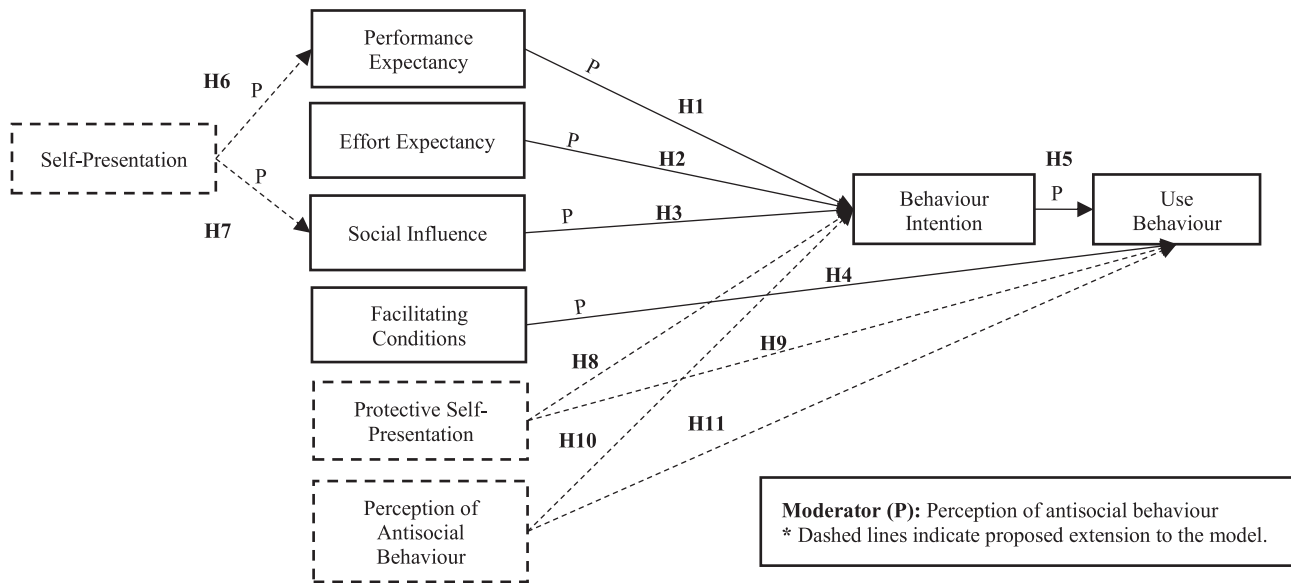 Performance
Expectancy
P
H6
P
H1
Effort Expectancy
P
H2
Self-Presentation
H5
P
H7
Social Influence
P
H3
Behaviour
Intention
P
Use
Behaviour
H4
Facilitating
Conditions
P
H8
H9
Protective Self-
Presentation
H10
H11
Perception of
Antisocial
Behaviour
Moderator (P): Perception of antisocial behaviour
* Dashed lines indicate proposed extension to the model.